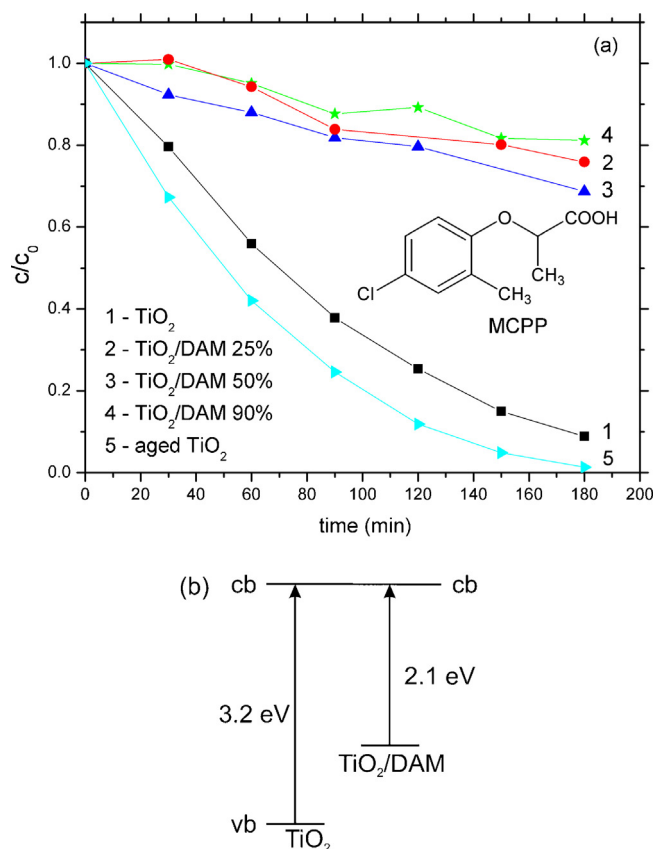 (a)
1.0
0.8
0.6
0.4
0.2
0.0
c/c₀
4
2
3
O
COOH
CH₃
CH₃
Cl
MCPP
1 - TiO₂
2 - TiO₂/DAM 25%
3 - TiO₂/DAM 50%
4 - TiO₂/DAM 90%
5 - aged TiO₂
1
5
0 20 40 60 80 100 120 140 160 180 200
time (min)
(b) cb cb
3.2 eV
2.1 eV
TiO₂/DAM
vb
TiO₂